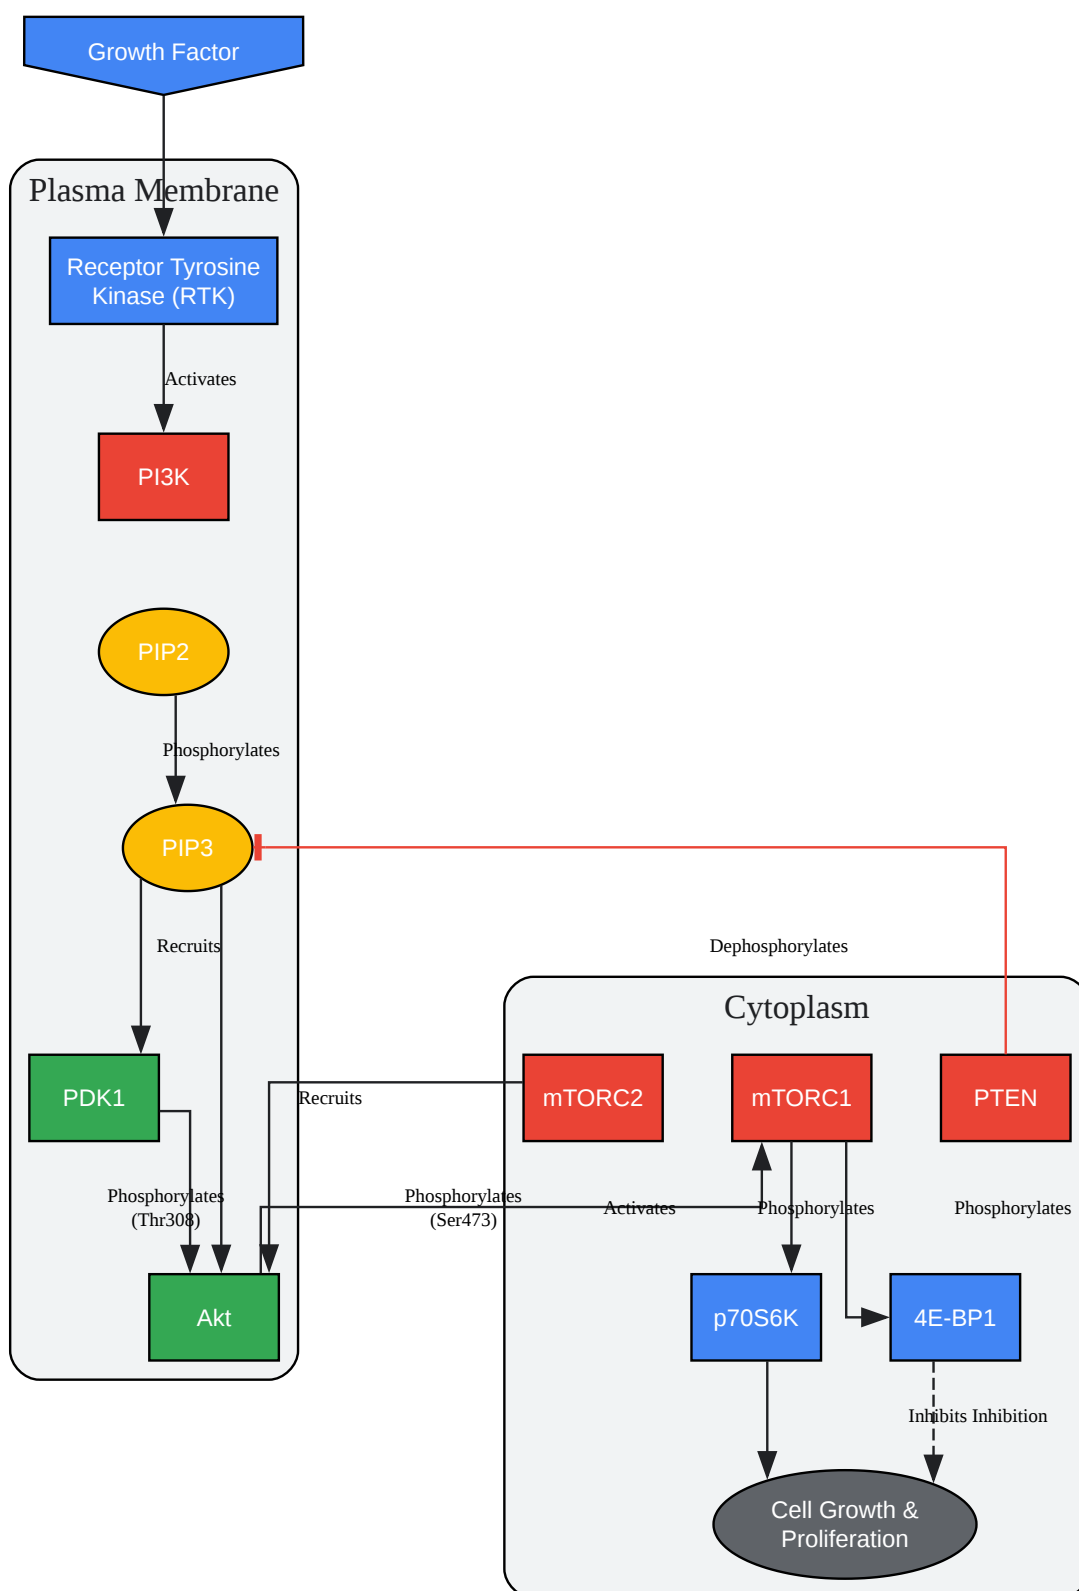 Growth Factor
Plasma Membrane
Receptor Tyrosine
Kinase (RTK)
Activates
PI3K
PIP2
Phosphorylates
PIP3
Recruits
Dephosphorylates
Cytoplasm
PDK1
Recruits
mTORC2
mTORC1
PTEN
Phosphorylates
(Thr308)
Phosphorylates
(Ser473)
Activates
Phosphorylates
Phosphorylates
Akt
p70S6K
4E-BP1
Inhibits Inhibition
Cell Growth &
Proliferation